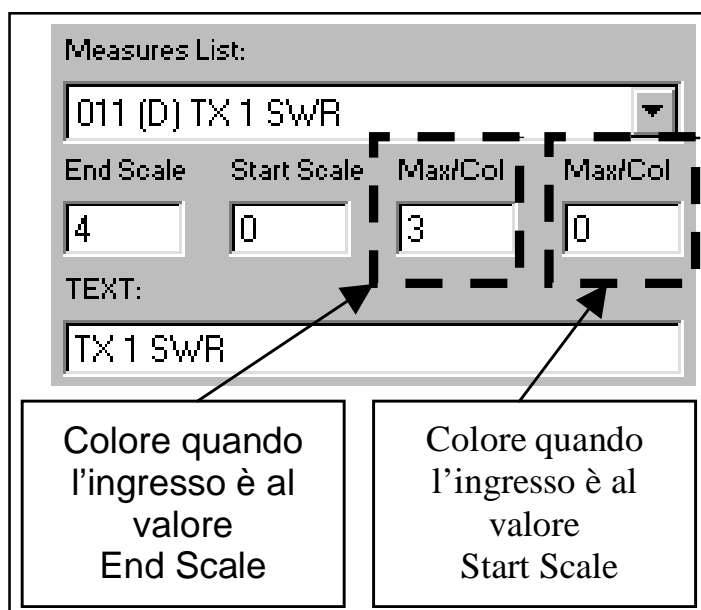 Measures List:
011 (D) TX 1 SWR
End Scale Start Scale Max/Col Max/Col
4 0 3 0
TEXT:
TX 1 SWR
Colore quando
l'ingresso è al
valore
End Scale
Colore quando
l'ingresso è al
valore
Start Scale